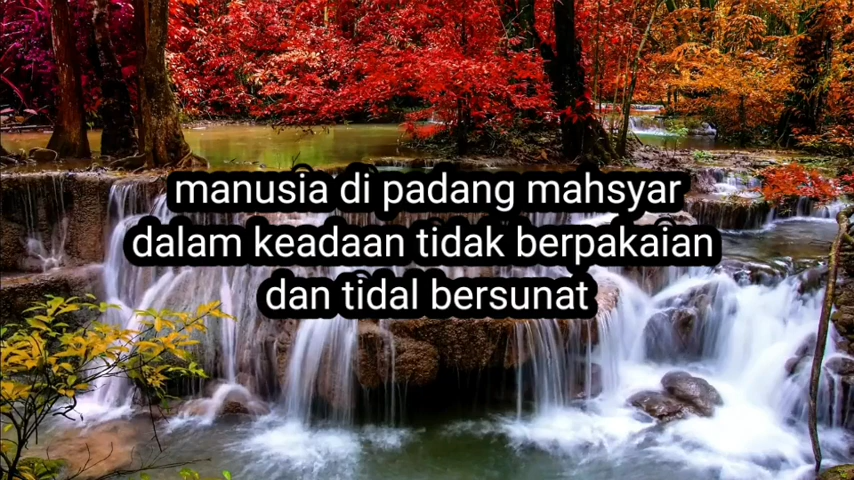 manusia di padang mahsyar
dalam keadaan tidak berpakaian
dan tidal bersunat